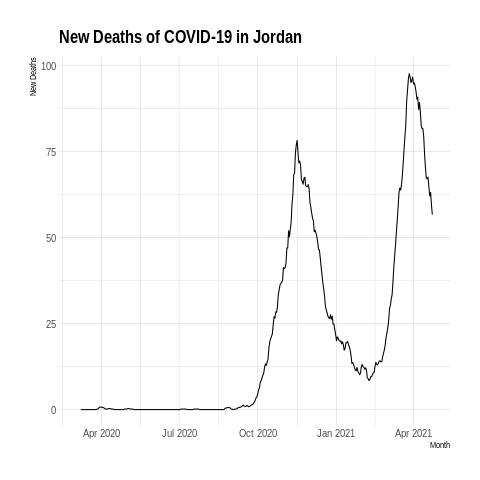 New Deaths of COVID-19 in Jordan
New Deaths
100
75
50
25
0
Apr 2020 Jul 2020 Oct 2020 Jan 2021 Apr 2021
Month